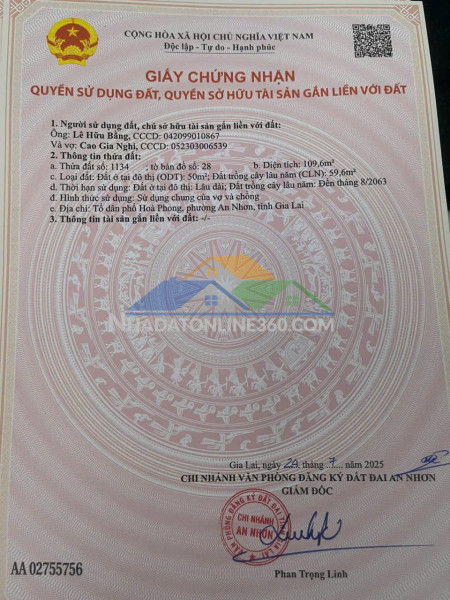 CỘNG HÒA XÃ HỘI CHỦ NGHĨA VIỆT NAM
Độc lập - Tự do - Hạnh phúc
GIẤY CHỨNG NHẬN
QUYỀN SỬ DỤNG ĐẤT, QUYỀN SỞ HỮU TÀI SẢN GẮN LIỀN VỚI ĐẤT
1. Người sử dụng đất, chủ sở hữu tài sản gắn liền với đất:
Ông: Lê Hữu Bằng, CCCD: 042099010867
Và vợ: Cao Gia Nghi, CCCD: 052303006539
2. Thông tin thửa đất:
a. Thửa đất số: 1134 ; tờ bản đồ số: 28 b. Diện tích: 109,6m²
c. Loại đất: Đất ở tại đô thị (ODT): 50m²; Đất trồng cây lâu năm (CLN): 59,6m²
d. Thời hạn sử dụng: Đất ở tại đô thị: Lâu dài; Đất trồng cây lâu năm: Đến tháng 8/2063
đ. Hình thức sử dụng: Sử dụng chung của vợ và chồng
e. Địa chỉ: Tổ dân phố Hoà Phong, phường An Nhơn, tỉnh Gia Lai
3. Thông tin tài sản gắn liền với đất: -/-
NHADATONLINE360.COM
Gia Lai, ngày 24 tháng 7 năm 2025
CHI NHÁNH VĂN PHÒNG ĐĂNG KÝ ĐẤT ĐAI AN NHƠN
GIÁM ĐỐC
CHI NHÁNH
AN NHƠN
AA 02755756
Phan Trọng Linh